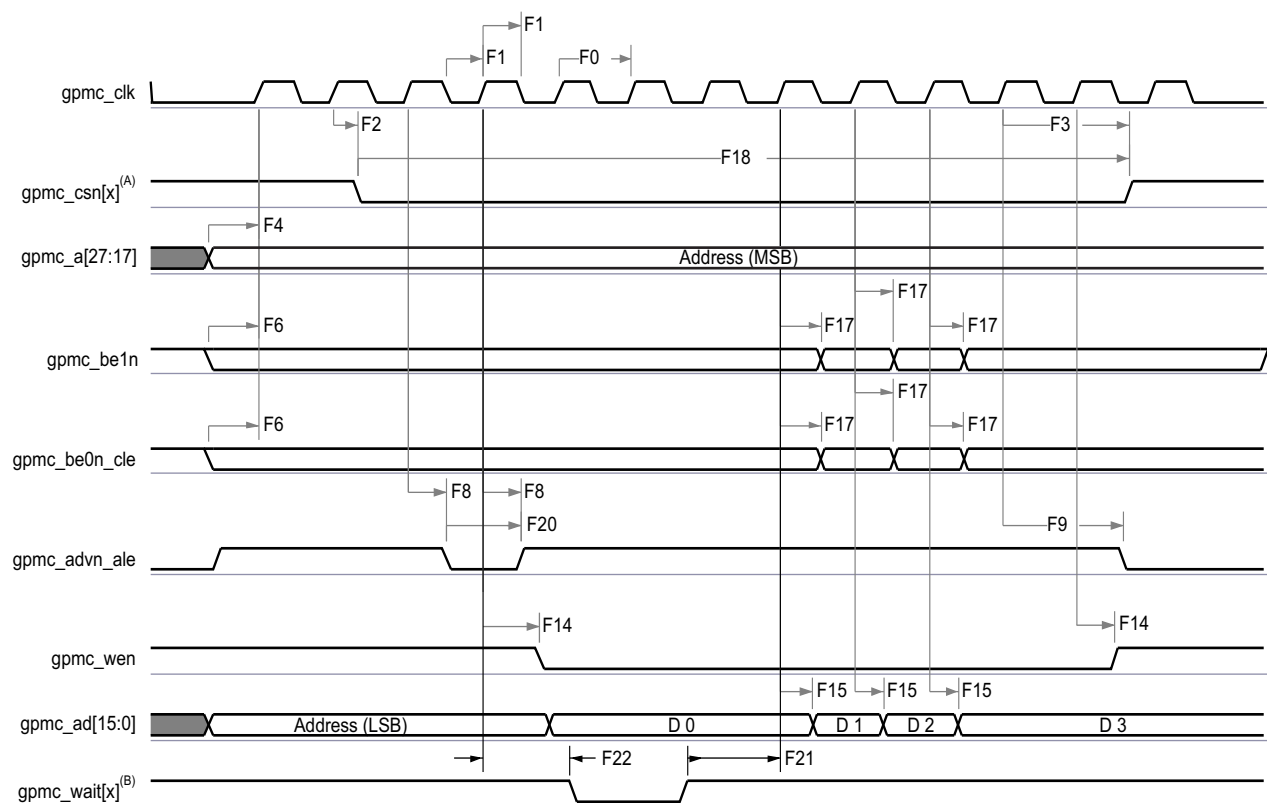 F1
F1
F0
gpmc_clk
F2
F3
F18
gpmc_csn[x](A)
F4
gpmc_a[27:17]
Address (MSB)
F17
F6
F17
F17
gpmc_be1n
F17
F6
F17
F17
gpmc_be0n_cle
F8
F8
F20
F9
gpmc_advn_ale
F14
F14
gpmc_wen
F15
F15
F15
gpmc_ad[15:0]
Address (LSB)
D 0
D 1
D 2
D 3
F22
F21
gpmc_wait[x](B)